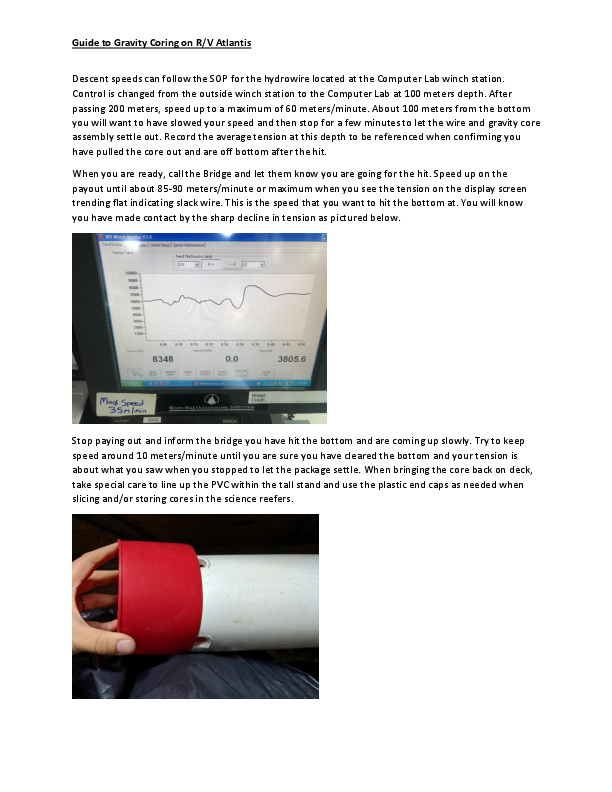 Guide to Gravity Coring on R/V Atlantis
Descent speeds can follow the SOP for the hydrowire located at the Computer Lab winch station.
Control is changed from the outside winch station to the Computer Lab at 100 meters depth. After
passing 200 meters, speed up to a maximum of 60 meters/minute. About 100 meters from the bottom
you will want to have slowed your speed and then stop for a few minutes to let the wire and gravity core
assembly settle out. Record the average tension at this depth to be referenced when confirming you
have pulled the core out and are off bottom after the hit.
When you are ready, call the Bridge and let them know you are going for the hit. Speed up on the
payout until about 85-90 meters/minute or maximum when you see the tension on the display screen
trending flat indicating slack wire. This is the speed that you want to hit the bottom at. You will know
you have made contact by the sharp decline in tension as pictured below.
8348 0.0 3805.6
Max Speed
35m/min
Water
Depth
Woods Hole Oceanographic Institution
Stop paying out and inform the bridge you have hit the bottom and are coming up slowly. Try to keep
speed around 10 meters/minute until you are sure you have cleared the bottom and your tension is
about what you saw when you stopped to let the package settle. When bringing the core back on deck,
take special care to line up the PVC within the tall stand and use the plastic end caps as needed when
slicing and/or storing cores in the science reefers.